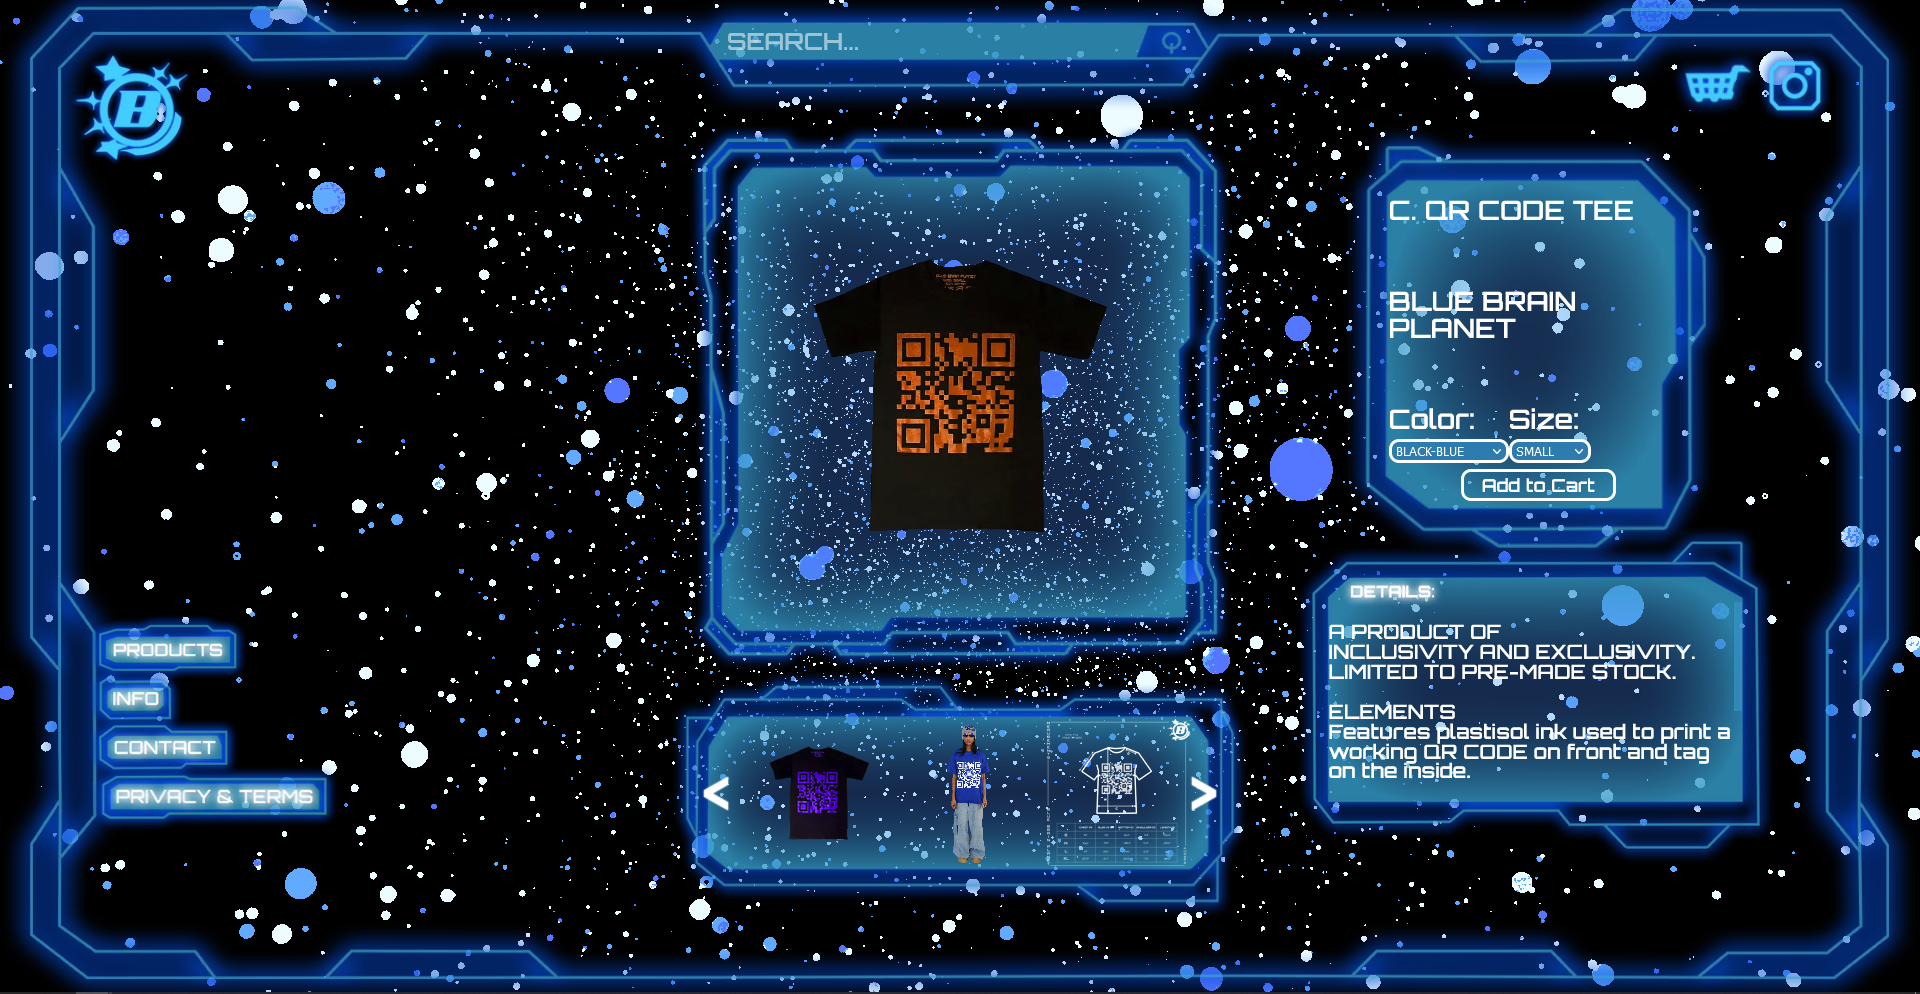 SEARCH...
B
C. QR CODE TEE
BLUE BRAIN
PLANET
Color: Size:
BLACK-BLUE SMALL
Add to Cart
DETAILS:
A PRODUCT OF
INCLUSIVITY AND EXCLUSIVITY.
LIMITED TO PRE-MADE STOCK.
ELEMENTS
Features plastisol ink used to print a
working QR CODE on front and tag
on the inside.
PRODUCTS
INFO
CONTACT
PRIVACY & TERMS
< >
B